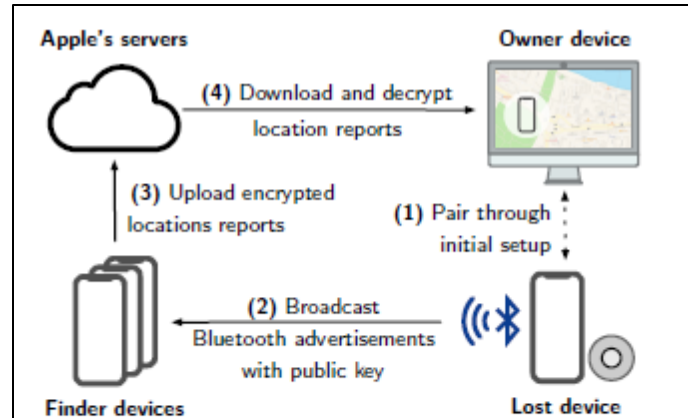 Apple's servers
Owner device
(4) Download and decrypt
location reports
(3) Upload encrypted
locations reports
(1) Pair through
initial setup
(2) Broadcast
Bluetooth advertisements
with public key
Finder devices
Lost device